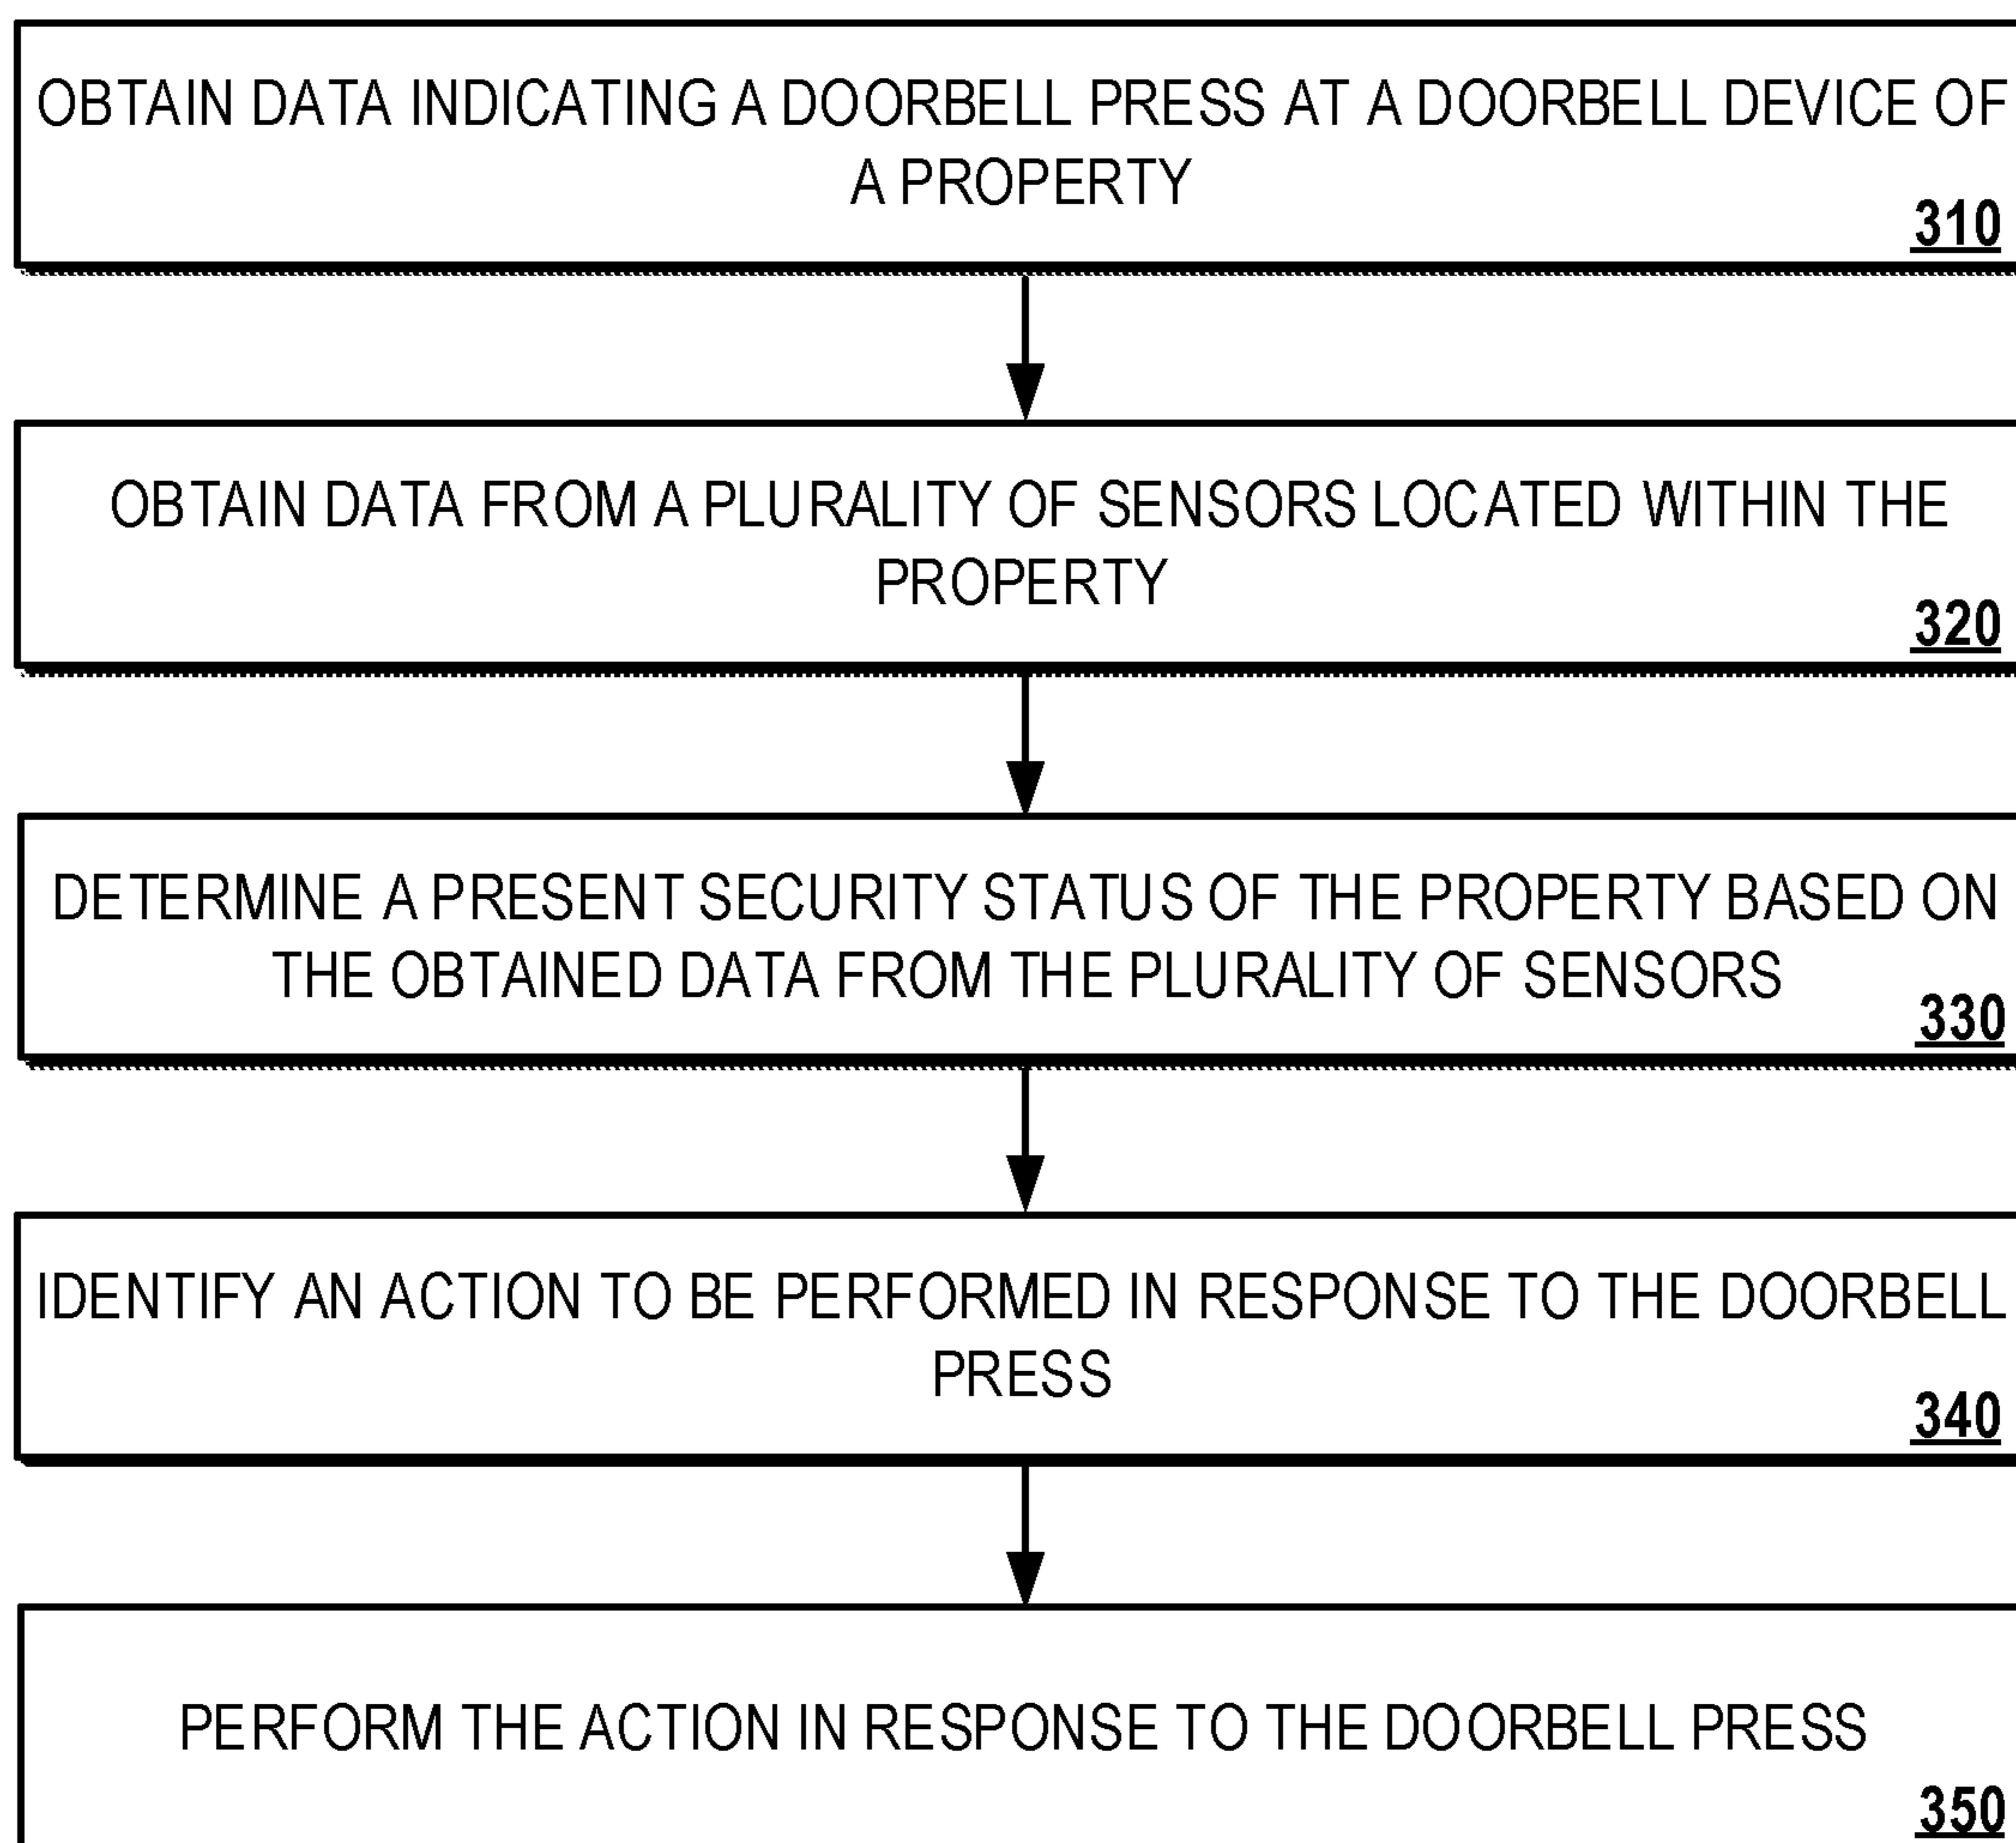 OBTAIN DATA INDICATING A DOORBELL PRESS AT A DOORBELL DEVICE OF
A PROPERTY
310
OBTAIN DATA FROM A PLURALITY OF SENSORS LOCATED WITHIN THE
PROPERTY
320
DETERMINE A PRESENT SECURITY STATUS OF THE PROPERTY BASED ON
THE OBTAINED DATA FROM THE PLURALITY OF SENSORS
330
IDENTIFY AN ACTION TO BE PERFORMED IN RESPONSE TO THE DOORBELL
PRESS
340
PERFORM THE ACTION IN RESPONSE TO THE DOORBELL PRESS
350